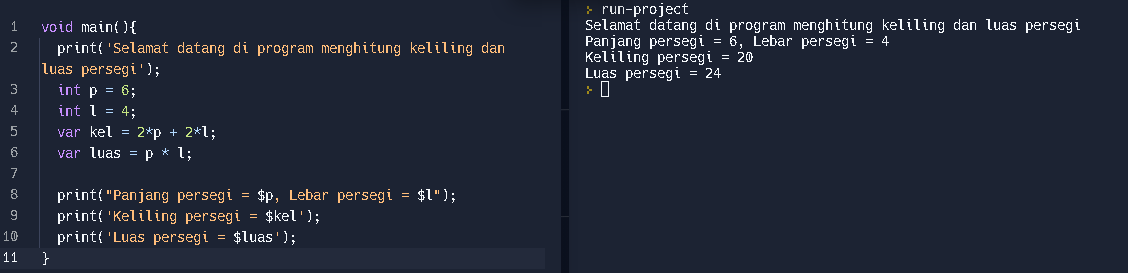 1 void main(){
2 print('Selamat datang di program menghitung keliling dan
luas persegi');
3 int p = 6;
4 int l = 4;
5 var kel = 2*p + 2*l;
6 var luas = p * l;
7
8 print("Panjang persegi = $p, Lebar persegi = $l");
9 print('Keliling persegi = $kel');
10 print('Luas persegi = $luas');
11 }
run-project
Selamat datang di program menghitung keliling dan luas persegi
Panjang persegi = 6, Lebar persegi = 4
Keliling persegi = 20
Luas persegi = 24